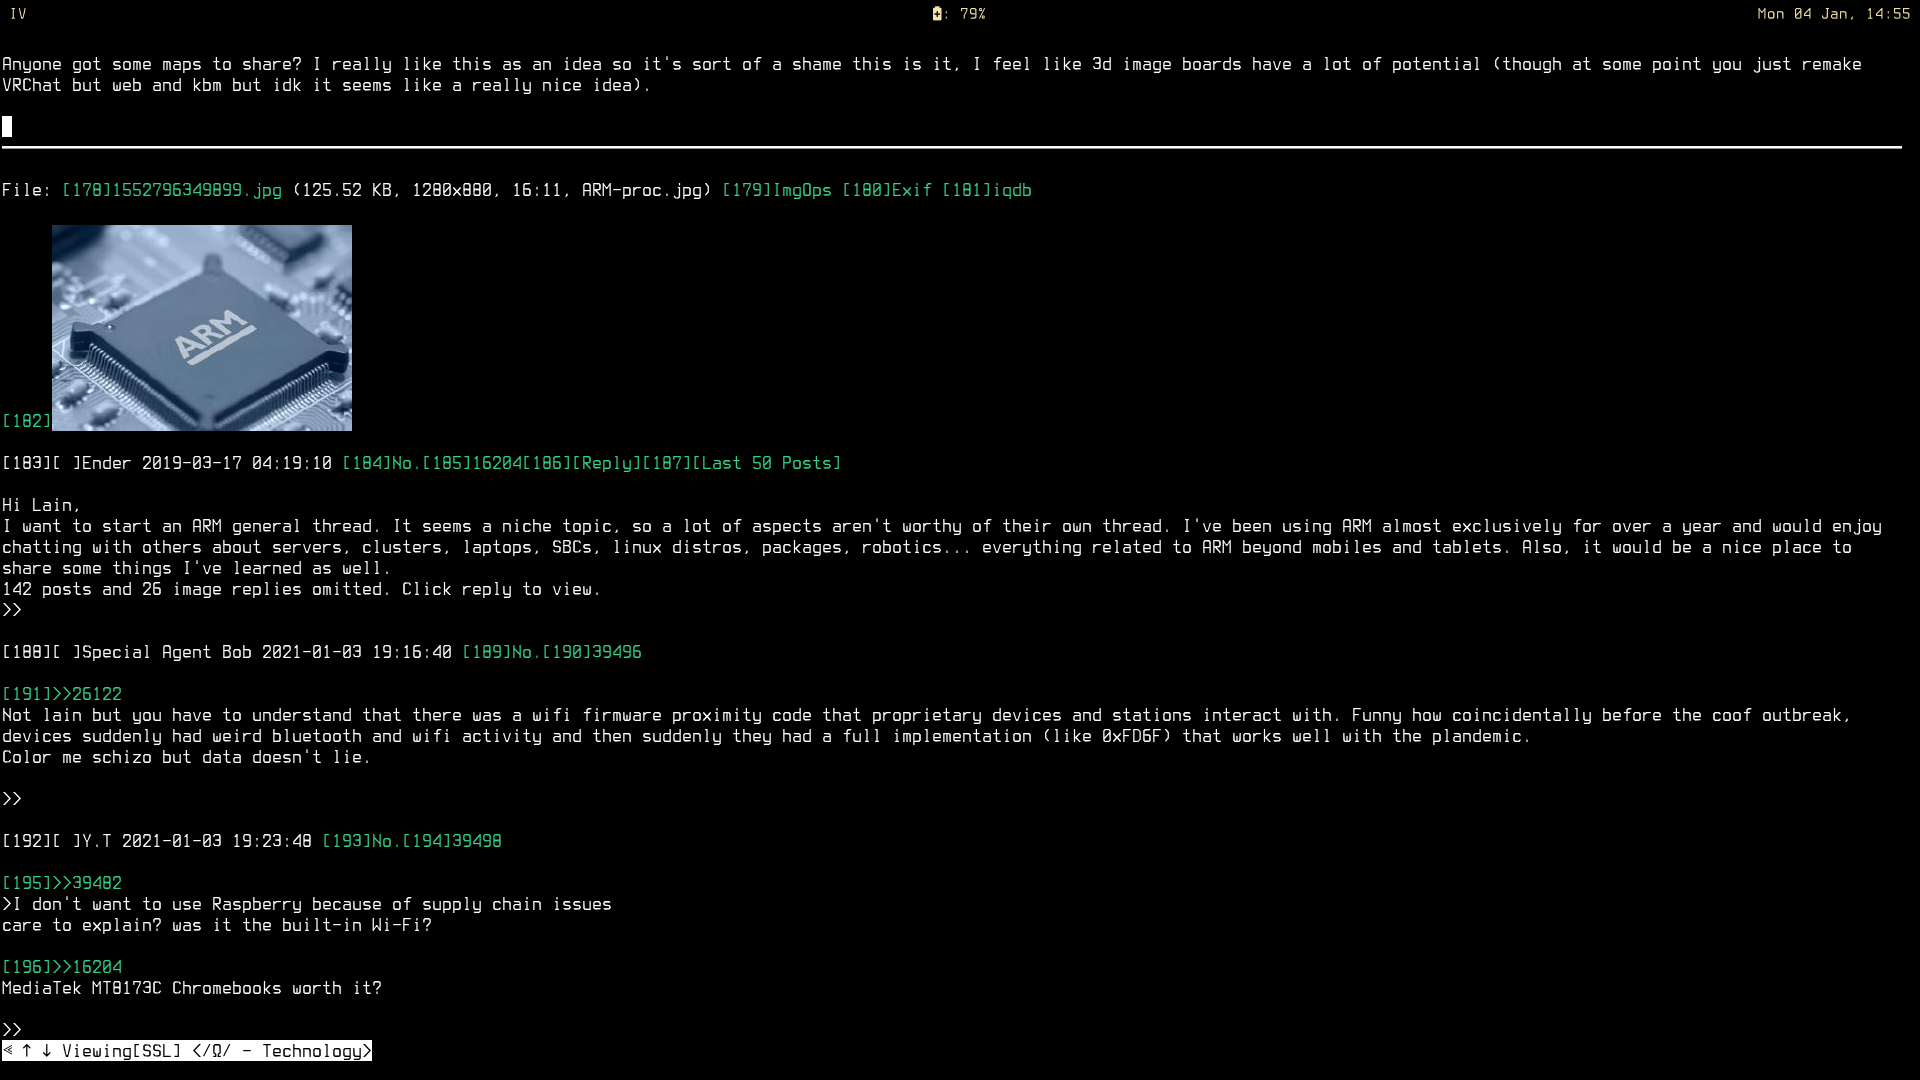 IV
: 79%
Mon 04 Jan, 14:55
Anyone got some maps to share? I really like this as an idea so it's sort of a shame this is it, I feel like 3d image boards have a lot of potential (though at some point you just remake
VRChat but web and kbm but idk it seems like a really nice idea).
File: [178]1552796349899.jpg (125.52 KB, 1280x880, 16:11, ARM-proc.jpg) [179]ImgOps [180]Exif [181]iqdb
ARM
[182]
[183][ ]Ender 2019-03-17 04:19:10 [184]No.[185]16204[186][Reply][187][Last 50 Posts]
Hi Lain,
I want to start an ARM general thread. It seems a niche topic, so a lot of aspects aren't worthy of their own thread. I've been using ARM almost exclusively for over a year and would enjoy
chatting with others about servers, clusters, laptops, SBCs, linux distros, packages, robotics... everything related to ARM beyond mobiles and tablets. Also, it would be a nice place to
share some things I've learned as well.
142 posts and 26 image replies omitted. Click reply to view.
>>
[188][ ]Special Agent Bob 2021-01-03 19:16:40 [189]No.[190]39496
[191]>>26122
Not lain but you have to understand that there was a wifi firmware proximity code that proprietary devices and stations interact with. Funny how coincidentally before the coof outbreak,
devices suddenly had weird bluetooth and wifi activity and then suddenly they had a full implementation (like 0xFD6F) that works well with the plandemic.
Color me schizo but data doesn't lie.
>>
[192][ ]Y.T 2021-01-03 19:23:48 [193]No.[194]39498
[195]>>39482
>I don't want to use Raspberry because of supply chain issues
care to explain? was it the built-in Wi-Fi?
[196]>>16204
MediaTek MT8173C Chromebooks worth it?
>>
≪ ↑ ↓ Viewing[SSL] </Ω/ - Technology>